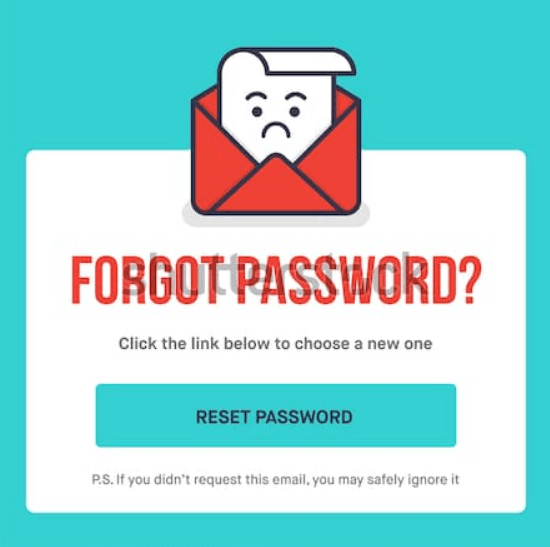 FORGOT PASSWORD?
shutterstock
Click the link below to choose a new one
RESET PASSWORD
P.S. If you didn't request this email, you may safely ignore it